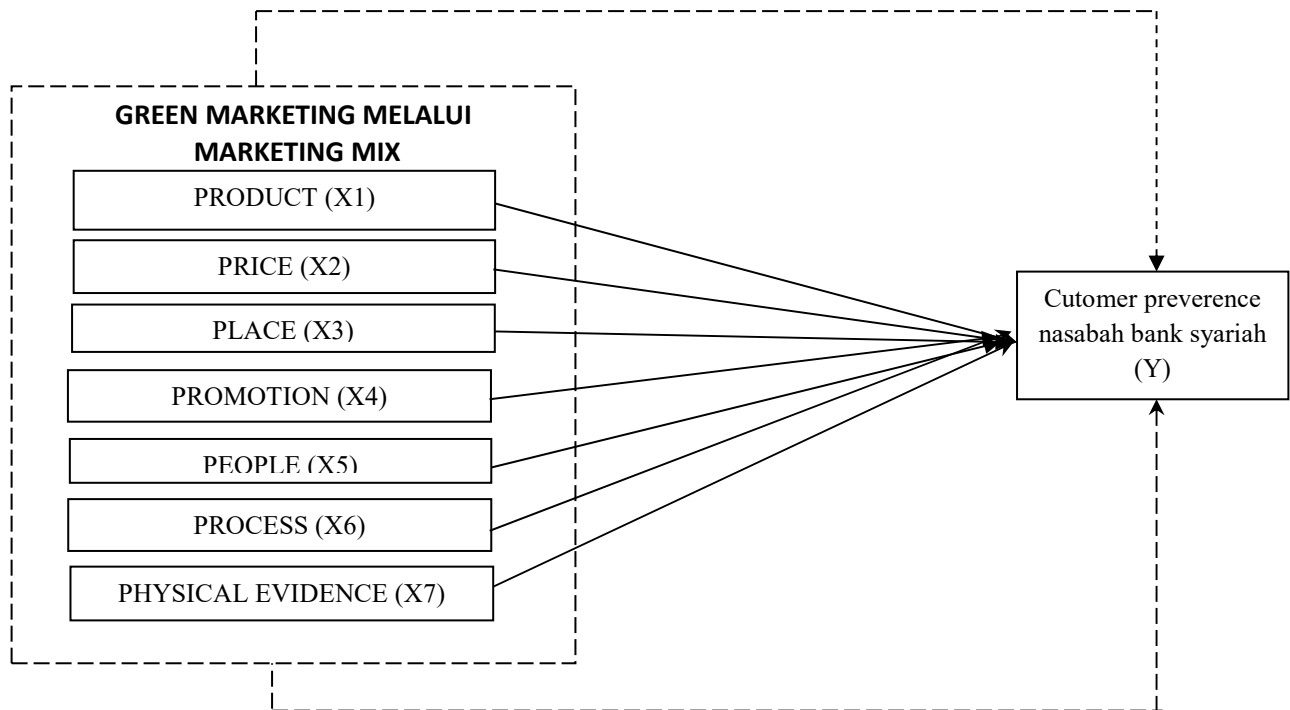 GREEN MARKETING MELALUI
MARKETING MIX
PRODUCT (X1)
PRICE (X2)
PLACE (X3)
PROMOTION (X4)
PEOPLE (X5)
PROCESS (X6)
PHYSICAL EVIDENCE (X7)
Cutomer preverence
nasabah bank syariah
(Y)